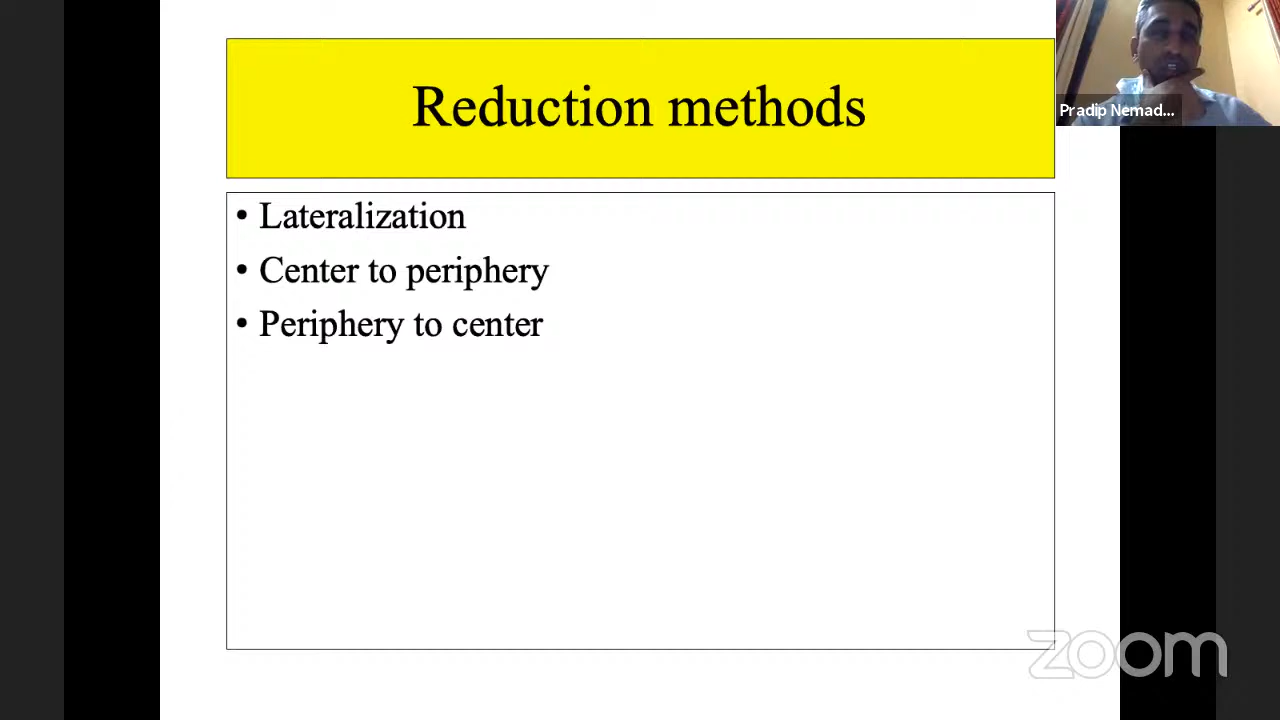 Reduction methods
Pradip Nemad...
• Lateralization
• Center to periphery
• Periphery to center
zoom